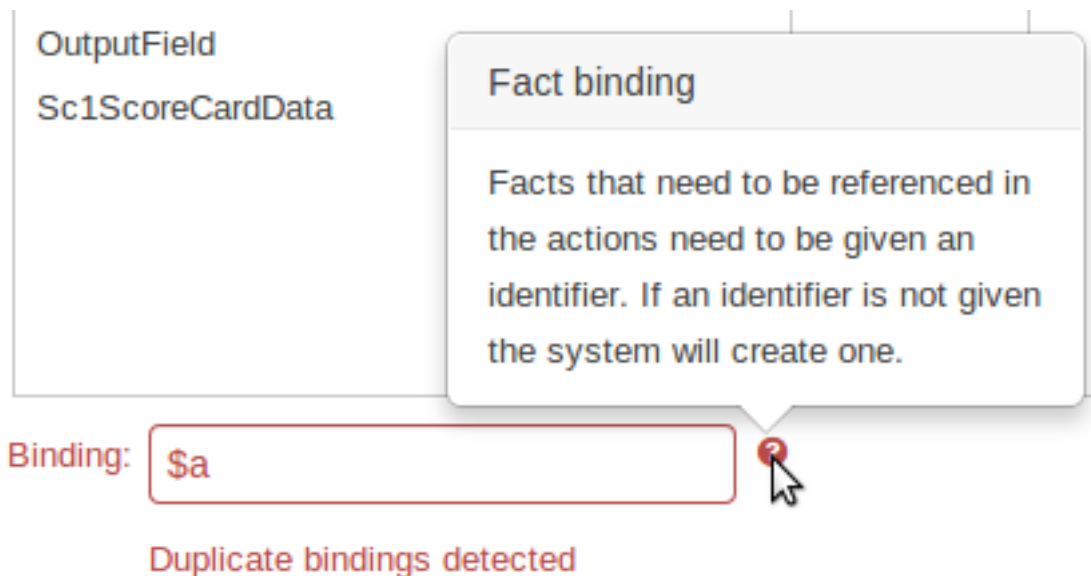 OutputField
Sc1ScoreCardData
Fact binding
Facts that need to be referenced in
the actions need to be given an
identifier. If an identifier is not given
the system will create one.
Binding:
$a
?
Duplicate bindings detected